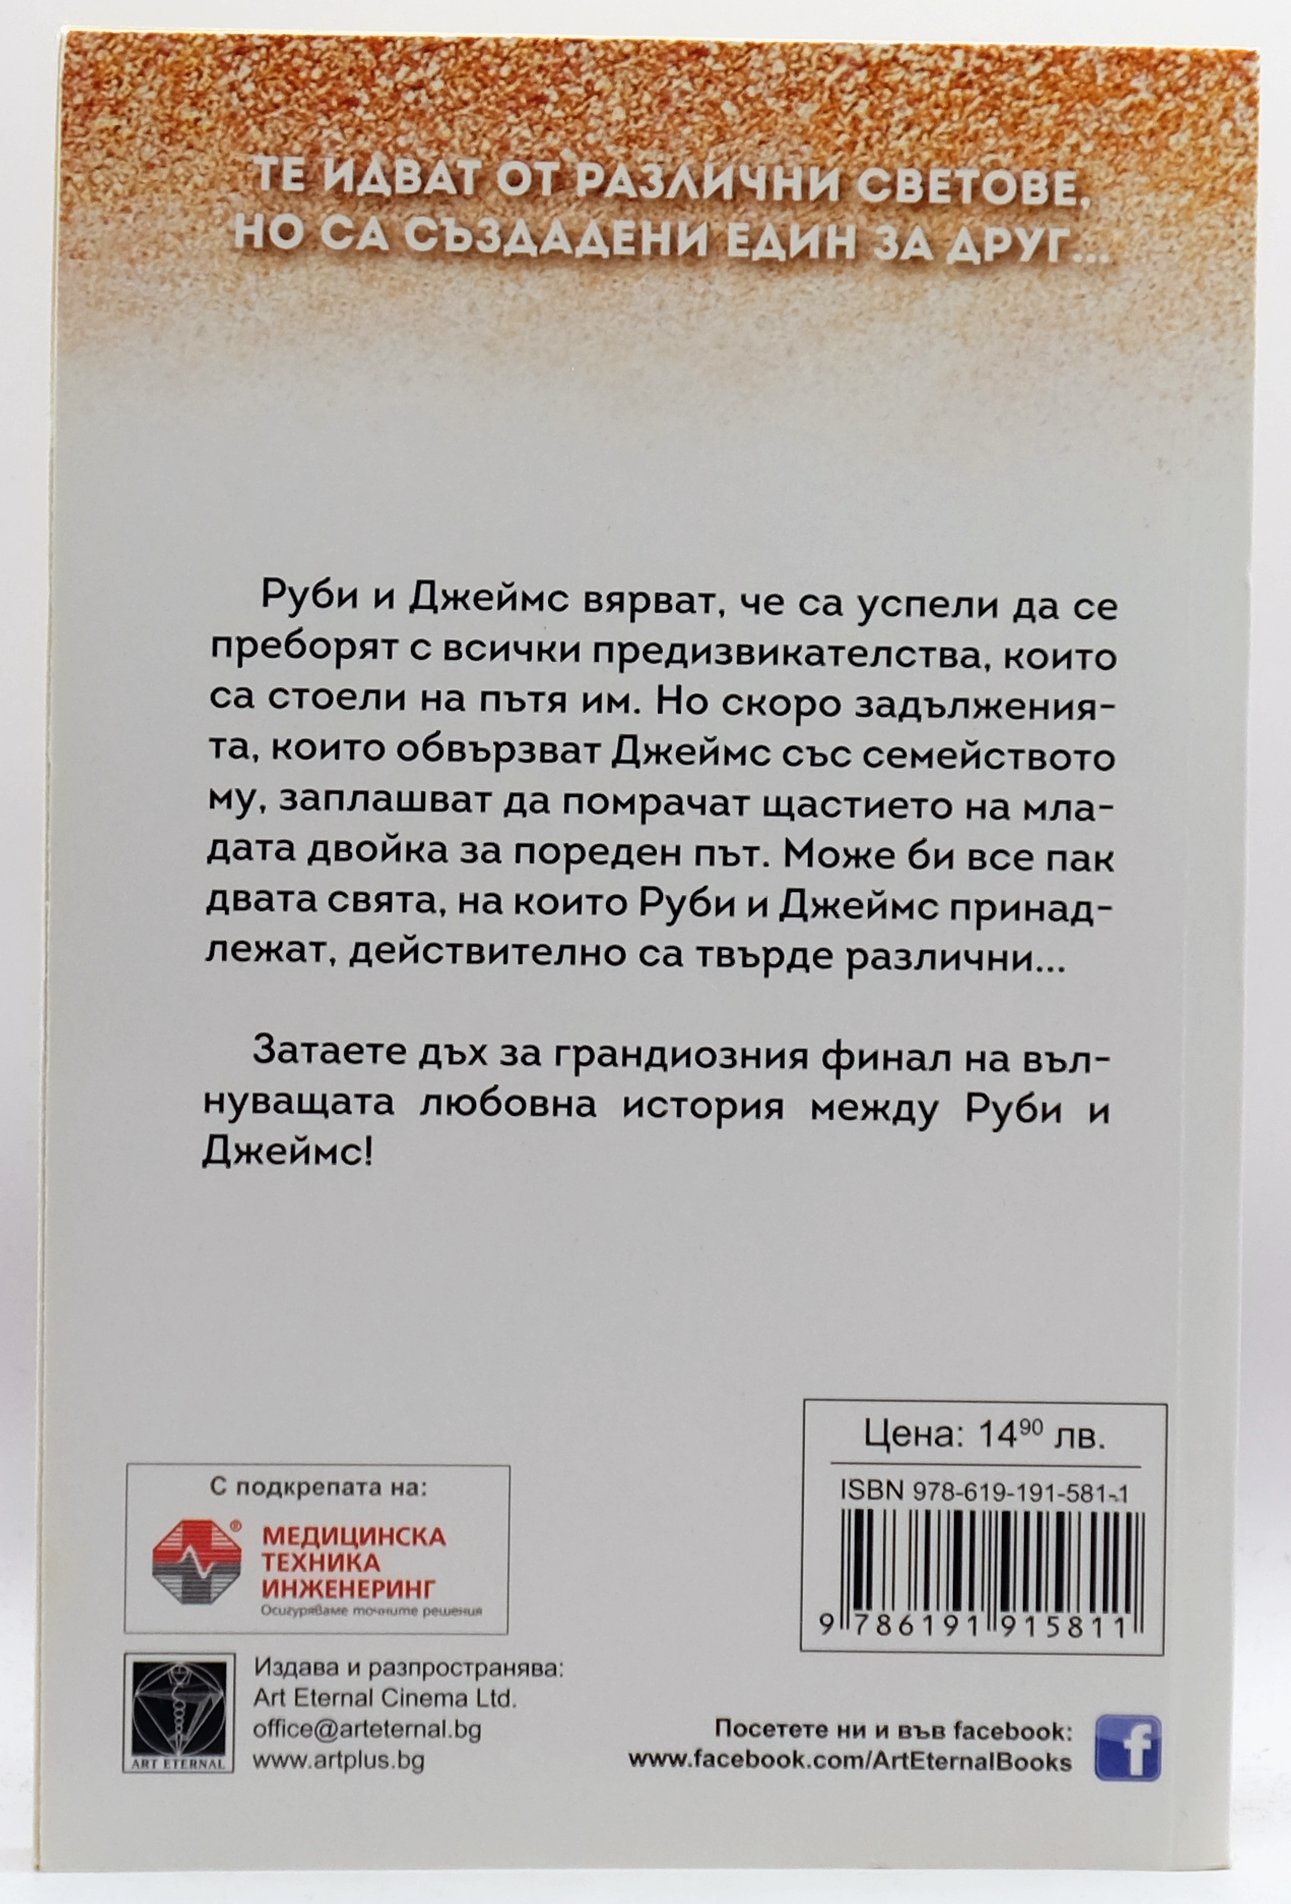 ТЕ ИДВАТ ОТ РАЗЛИЧНИ СВЕТОВЕ,
НО СА СЪЗДАДЕНИ ЕДИН ЗА ДРУГ...
Руби и Джеймс вярват, че са успели да се
преборят с всички предизвикателства, които
са стоели на пътя им. Но скоро задължения-
та, които обвързват Джеймс със семейството
му, заплашват да помрачат щастието на мла-
дата двойка за пореден път. Може би все пак
двата свята, на които Руби и Джеймс принад-
лежат, действително са твърде различни...
Затаете дъх за грандиозния финал на въл-
нуващата любовна история между Руби и
Джеймс!
Цена: 14⁹⁰ лв.
ISBN 978-619-191-581-1
9 786191 915811
С подкрепата на:
®
МЕДИЦИНСКА
ТЕХНИКА
ИНЖЕНЕРИНГ
Осигуряваме точните решения
ART ETERNAL
Издава и разпространява:
Art Eternal Cinema Ltd.
office@arteternal.bg
www.artplus.bg
Посетете ни и във facebook:
www.facebook.com/ArtEternalBooks
f